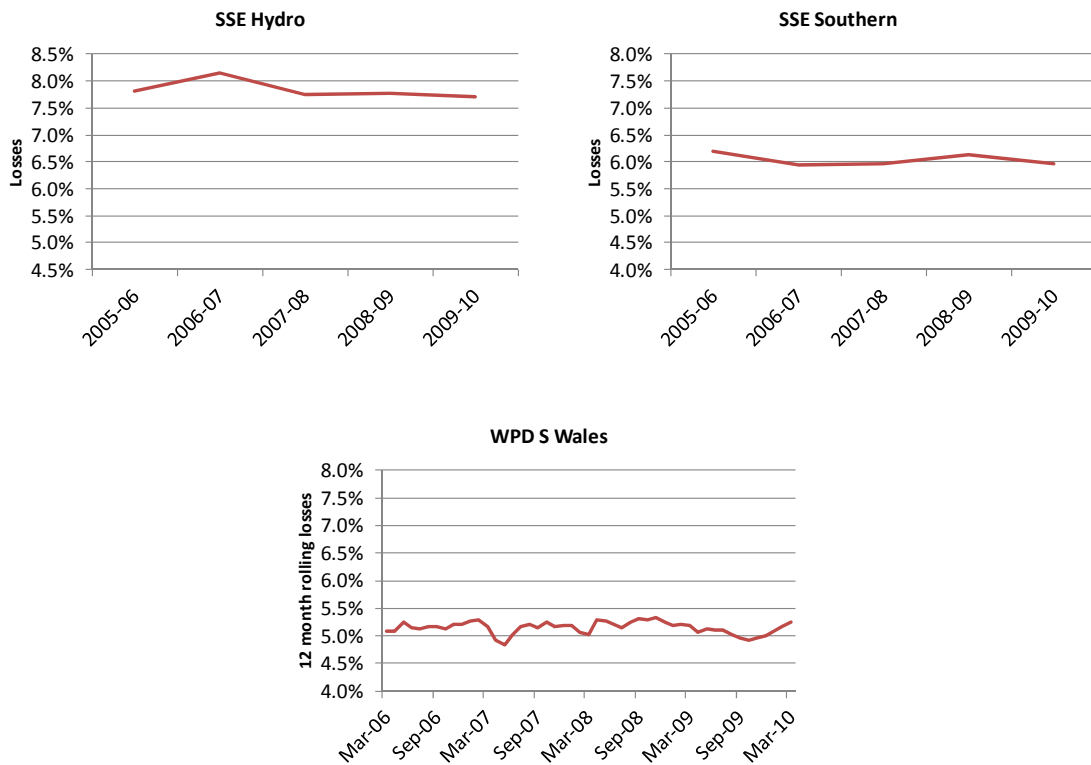 SSE Hydro
Losses
8.5%
8.0%
7.5%
7.0%
6.5%
6.0%
5.5%
5.0%
4.5%
2005-06
2006-07
2007-08
2008-09
2009-10
SSE Southern
Losses
8.0%
7.5%
7.0%
6.5%
6.0%
5.5%
5.0%
4.5%
4.0%
2005-06
2006-07
2007-08
2008-09
2009-10
WPD S Wales
12 month rolling losses
8.0%
7.5%
7.0%
6.5%
6.0%
5.5%
5.0%
4.5%
4.0%
Mar-06
Sep-06
Mar-07
Sep-07
Mar-08
Sep-08
Mar-09
Sep-09
Mar-10